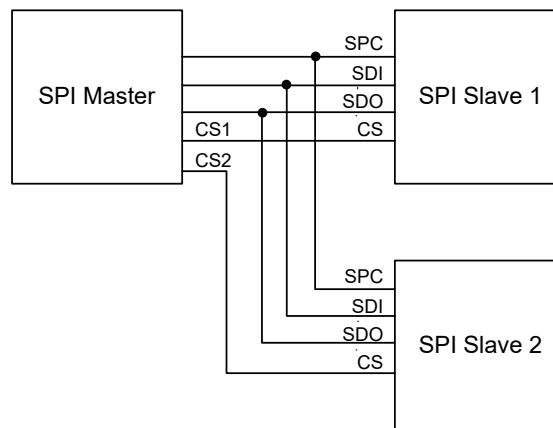 SPC
SDI
SPI Master
SPI Slave 1
SDO
CS1
CS
CS2
SPC
SDI
SPI Slave 2
SDO
CS